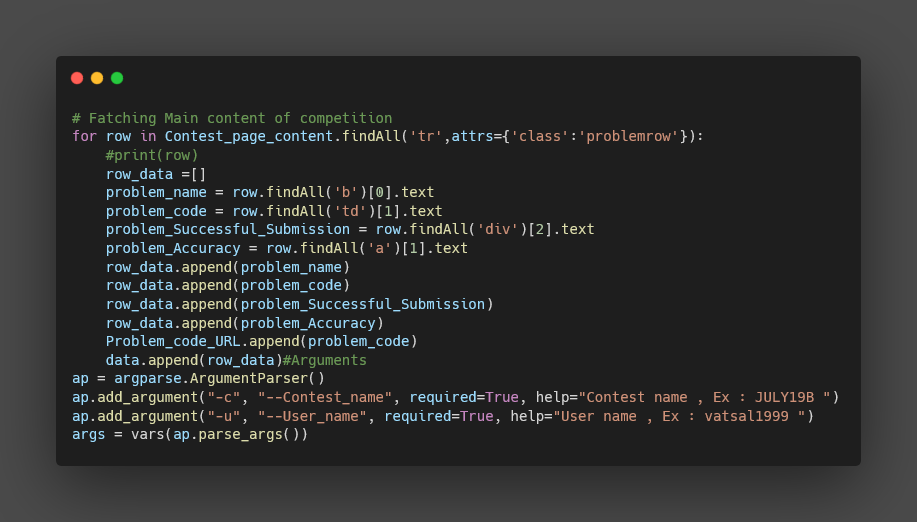 # Fatching Main content of competition
for row in Contest_page_content.findAll('tr',attrs={'class':'problemrow'}):
    #print(row)
    row_data =[]
    problem_name = row.findAll('b')[0].text
    problem_code = row.findAll('td')[1].text
    problem_Successful_Submission = row.findAll('div')[2].text
    problem_Accuracy = row.findAll('a')[1].text
    row_data.append(problem_name)
    row_data.append(problem_code)
    row_data.append(problem_Successful_Submission)
    row_data.append(problem_Accuracy)
    Problem_code_URL.append(problem_code)
    data.append(row_data)#Arguments
ap = argparse.ArgumentParser()
ap.add_argument("-c", "--Contest_name", required=True, help="Contest name , Ex : JULY19B ")
ap.add_argument("-u", "--User_name", required=True, help="User name , Ex : vatsal1999 ")
args = vars(ap.parse_args())